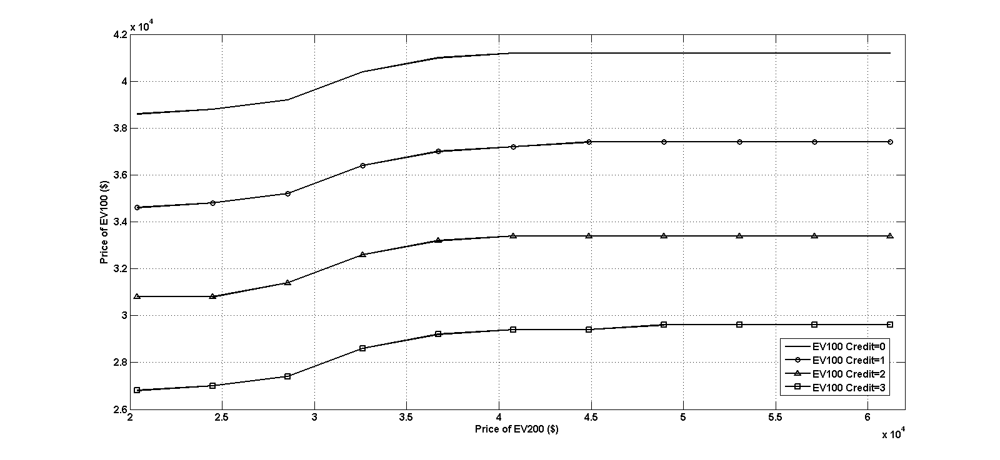 x 10^4
4.2
4
3.8
3.6
3.4
3.2
3
2.8
2.6
Price of EV100 ($)
2 2.5 3 3.5 4 4.5 5 5.5 6
Price of EV200 ($)
x 10^4
EV100 Credit=0
EV100 Credit=1
EV100 Credit=2
EV100 Credit=3